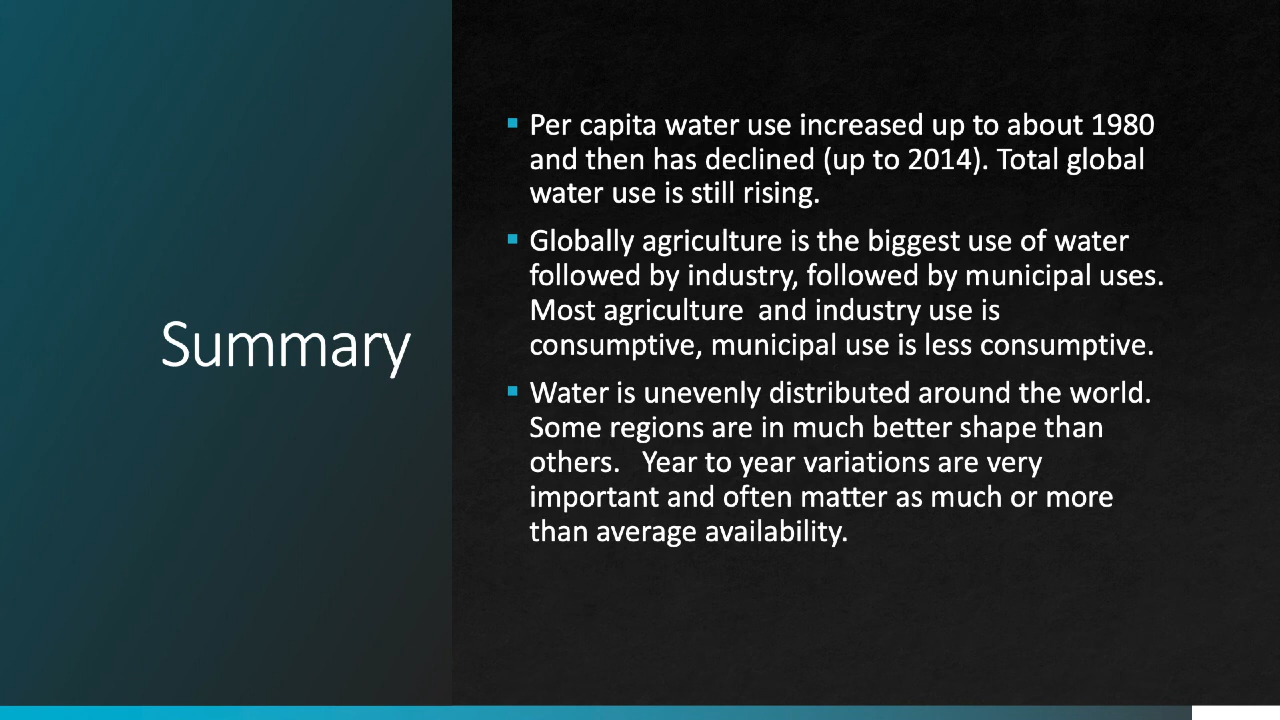 Summary
Per capita water use increased up to about 1980
and then has declined (up to 2014). Total global
water use is still rising.
Globally agriculture is the biggest use of water
followed by industry, followed by municipal uses.
Most agriculture  and industry use is
consumptive, municipal use is less consumptive.
Water is unevenly distributed around the world.
Some regions are in much better shape than
others.   Year to year variations are very
important and often matter as much or more
than average availability.